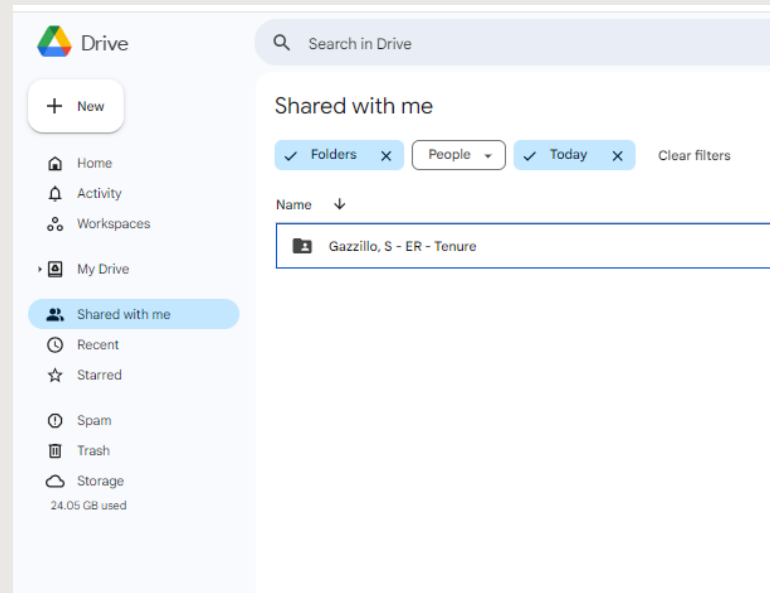 Drive
Search in Drive
New
Home
Activity
Workspaces
My Drive
Shared with me
Recent
Starred
Spam
Trash
Storage
24.05 GB used
Shared with me
Folders People Today Clear filters
Name
Gazzillo, S - ER - Tenure